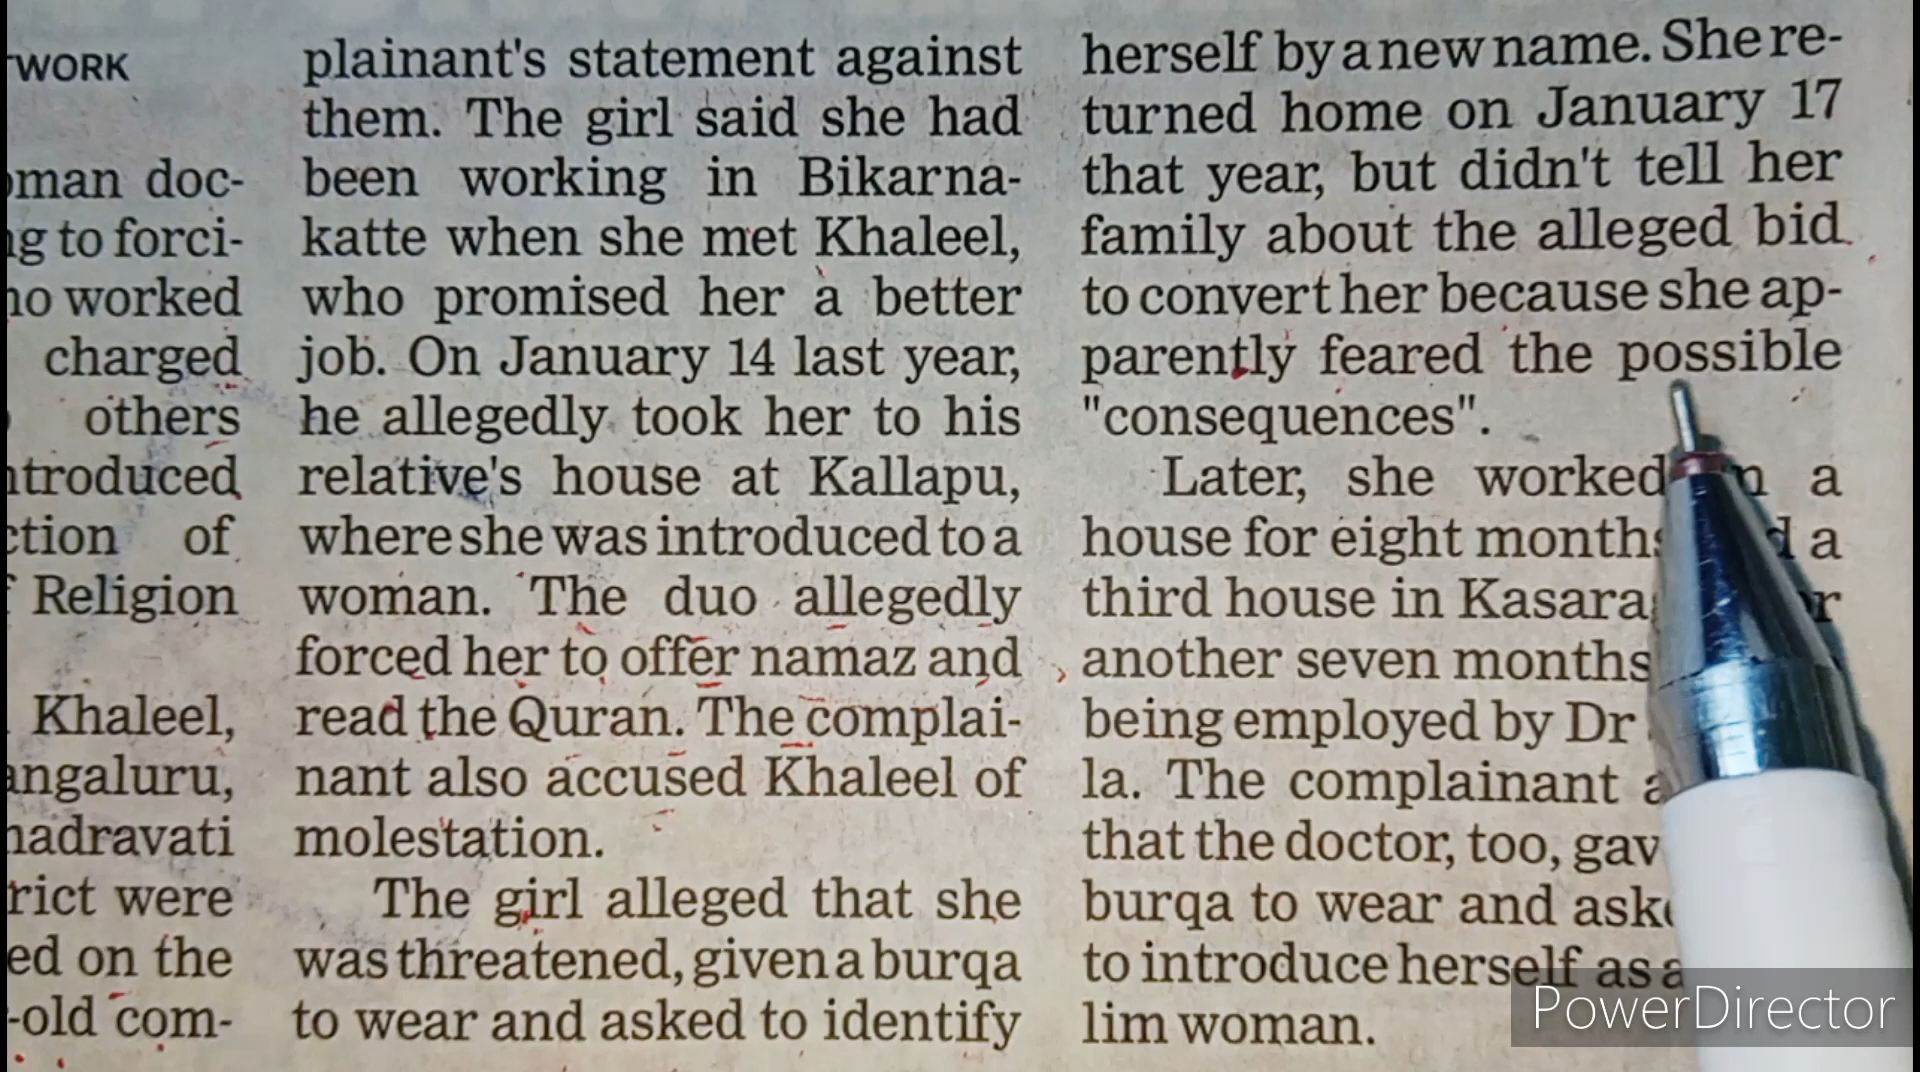 WORK
doc-
to forci-
worked
charged
others
of
Religion
Khaleel,
rict were
ed on the
-old com-
plainant's statement against
them. The girl said she had
been working in Bikarna-
katte when she met Khaleel,
who promised her a better
job. On January 14 last year,
he allegedly took her to his
relative's house at Kallapu,
where she was introduced to a
woman. The duo allegedly
forced her to offer namaz and
read the Quran. The complai-
nant also accused Khaleel of
molestation.
The girl alleged that she
was threatened, given a burqa
to wear and asked to identify
herself by a new name. She re-
turned home on January 17
that year, but didn't tell her
family about the alleged bid
to convert her because she ap-
parently feared the possible
"consequences".
Later, she worked a
house for eight months a
third house in
another seven months
being employed by Dr
la. The complainant
that the doctor, too,
burqa to wear and
to introduce herself as
lim woman.
PowerDirector